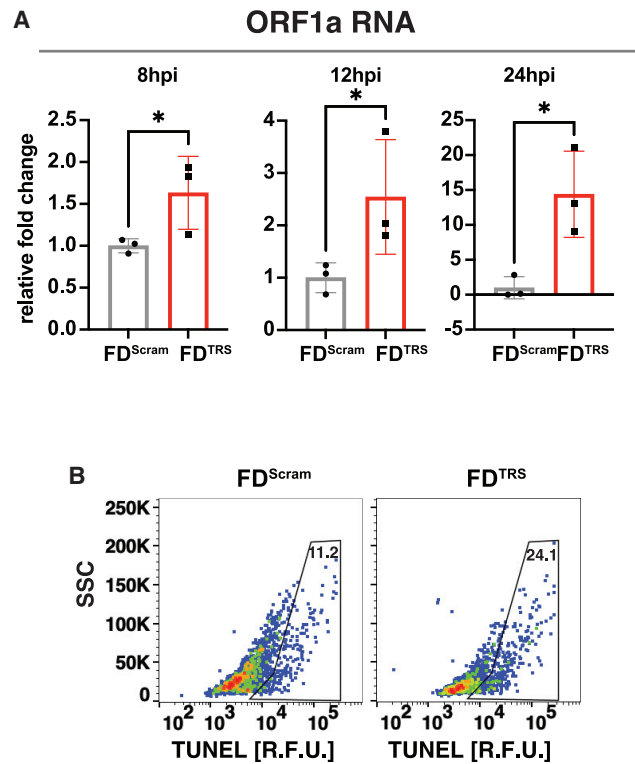 A
ORF1a RNA
8hpi 12hpi 24hpi
relative fold change
2.5
2.0
1.5
1.0
0.5
0.0
*
FDScram FDTRS
4
3
2
1
0
*
FDScram FDTRS
25
20
15
10
5
0
-5
*
FDScram FDTRS
B
FDScram FDTRS
SSC
250K
200K
150K
100K
50K
0
11.2
24.1
10² 10³ 10⁴ 10⁵
10² 10³ 10⁴ 10⁵
TUNEL [R.F.U.] TUNEL [R.F.U.]